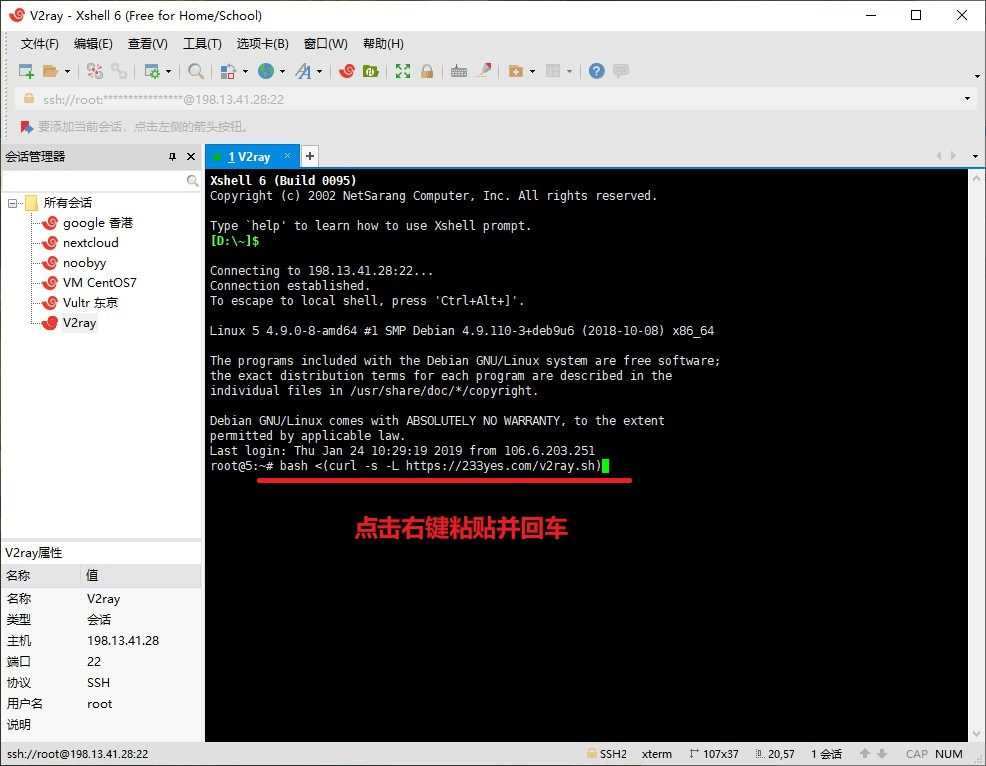 V2ray - Xshell 6 (Free for Home/School)
文件(F) 编辑(E) 查看(V) 工具(T) 选项卡(B) 窗口(W) 帮助(H)
ssh://root:****************@198.13.41.28:22
要添加当前会话，点击左侧的箭头按钮。
会话管理器
1 V2ray
所有会话
google 香港
nextcloud
noobyy
VM CentOS7
Vultr 东京
V2ray
Xshell 6 (Build 0095)
Copyright (c) 2002 NetSarang Computer, Inc. All rights reserved.
Type `help' to learn how to use Xshell prompt.
[D:\~]$
Connecting to 198.13.41.28:22...
Connection established.
To escape to local shell, press 'Ctrl+Alt+]'.
Linux 5 4.9.0-8-amd64 #1 SMP Debian 4.9.110-3+deb9u6 (2018-10-08) x86_64
The programs included with the Debian GNU/Linux system are free software;
the exact distribution terms for each program are described in the
individual files in /usr/share/doc/*/copyright.
Debian GNU/Linux comes with ABSOLUTELY NO WARRANTY, to the extent
permitted by applicable law.
Last login: Thu Jan 24 10:29:19 2019 from 106.6.203.251
root@5:~# bash <(curl -s -L https://233yes.com/v2ray.sh)
点击右键粘贴并回车
V2ray属性
名称 值
名称 V2ray
类型 会话
主机 198.13.41.28
端口 22
协议 SSH
用户名 root
说明
ssh://root@198.13.41.28:22 SSH2 xterm 107x37 20,57 1 会话 CAP NUM